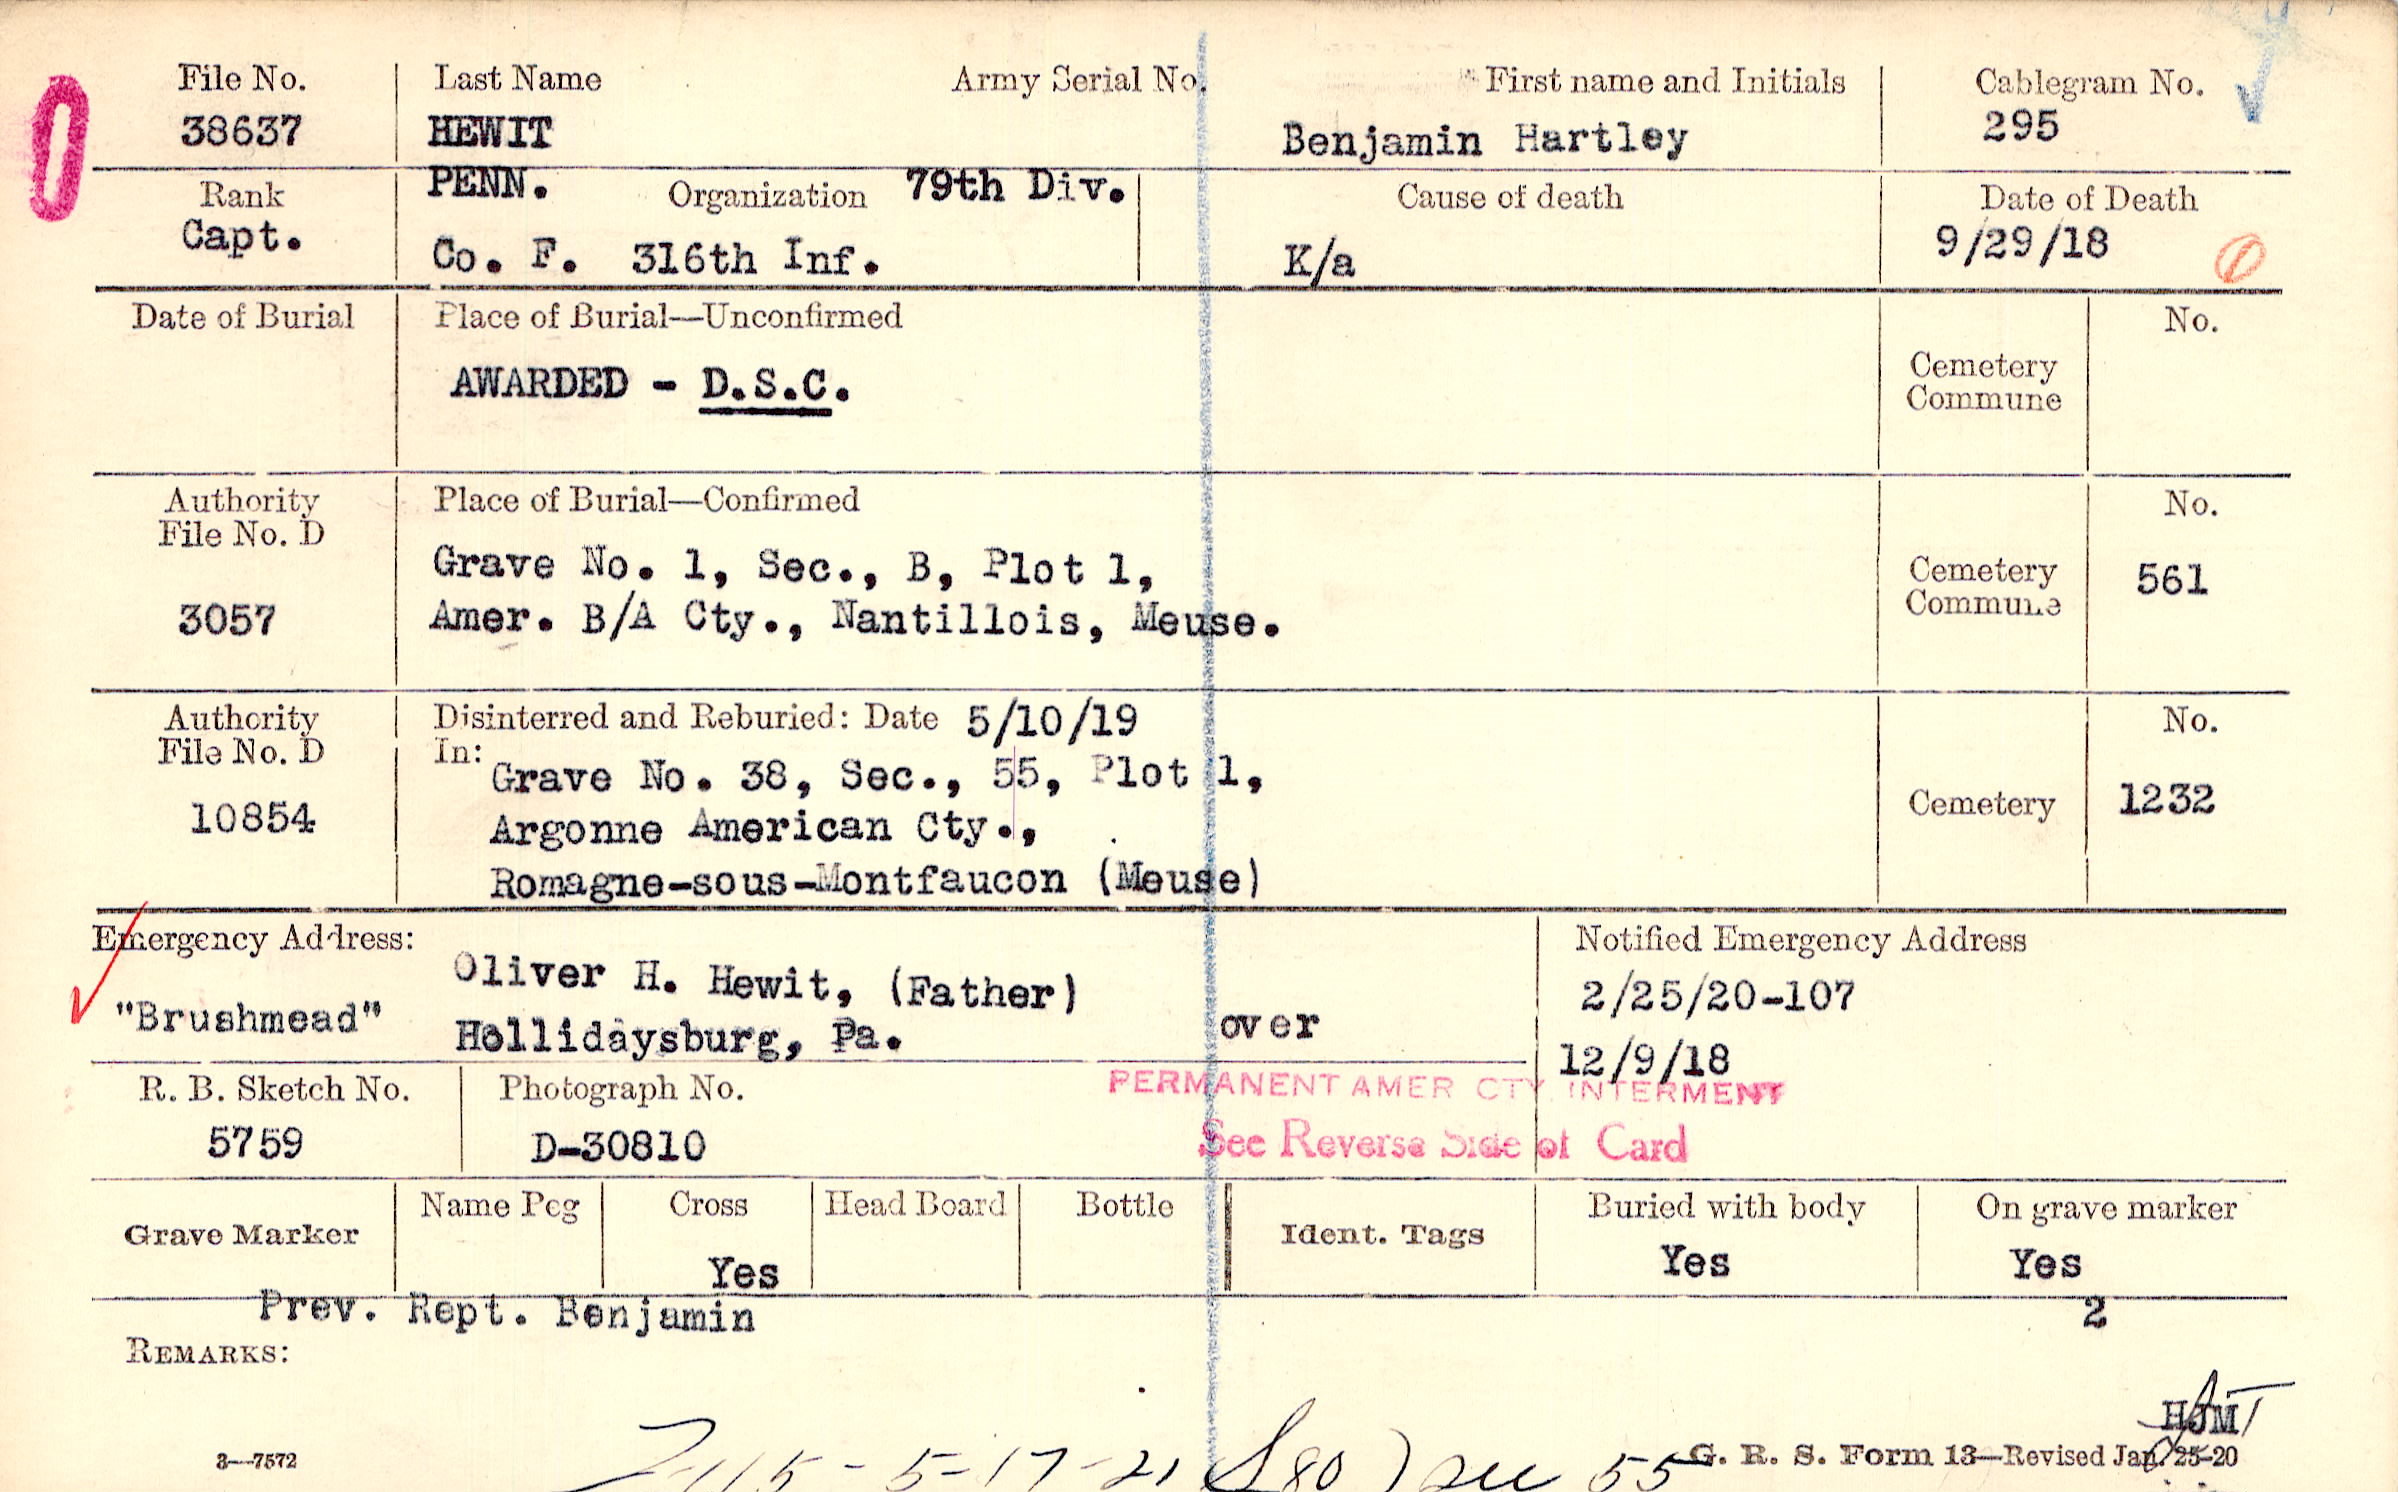 File No. Last Name Army Serial No. First name and Initials Cablegram No.
38637 HEWIT Benjamin Hartley 295
Rank PENN. Organization 79th Div. Cause of death Date of Death
Capt. Co. F. 316th Inf. K/a 9/29/18
Date of Burial Place of Burial—Unconfirmed No.
AWARDED - D.S.C. Cemetery
Commune
Authority Place of Burial—Confirmed No.
File No. D
Grave No. 1, Sec., B, Plot 1, Cemetery 561
3057 Amer. B/A Cty., Nantillois, Meuse. Commune
Authority Disinterred and Reburied: Date 5/10/19 No.
File No. D In:
Grave No. 38, Sec., 55, Plot 1,
10854 Argonne American Cty., Cemetery 1232
Romagne-sous-Montfaucon (Meuse)
Emergency Address: Notified Emergency Address
Oliver H. Hewit, (Father) 2/25/20-107
"Brushmead" Hollidaysburg, Pa. over 12/9/18
R. B. Sketch No. Photograph No. PERMANENT AMER CTY. INTERMENT
5759 D-30810 See Reverse Side of Card
Grave Marker Name Peg Cross Head Board Bottle Ident. Tags Buried with body On grave marker
Yes Yes Yes
Prev. Rept. Benjamin 2
REMARKS:
HJM
3—7572 5-17-21 55 G. R. S. Form 13—Revised Jan. 25-20